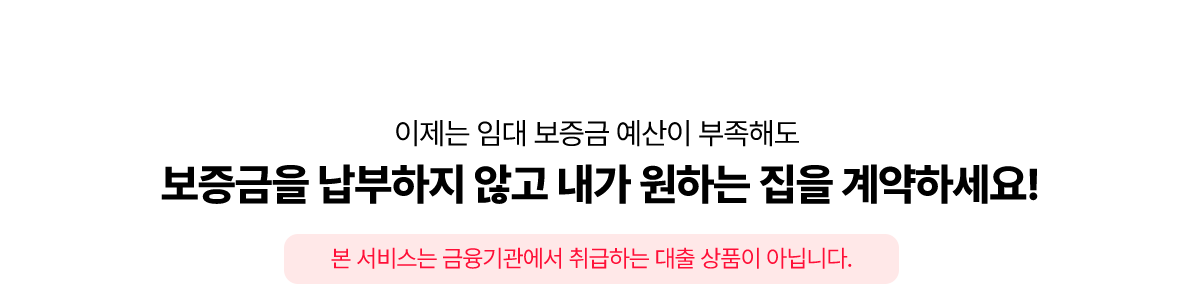 이제는 임대 보증금 예산이 부족해도
보증금을 납부하지 않고 내가 원하는 집을 계약하세요!
본 서비스는 금융기관에서 취급하는 대출 상품이 아닙니다.